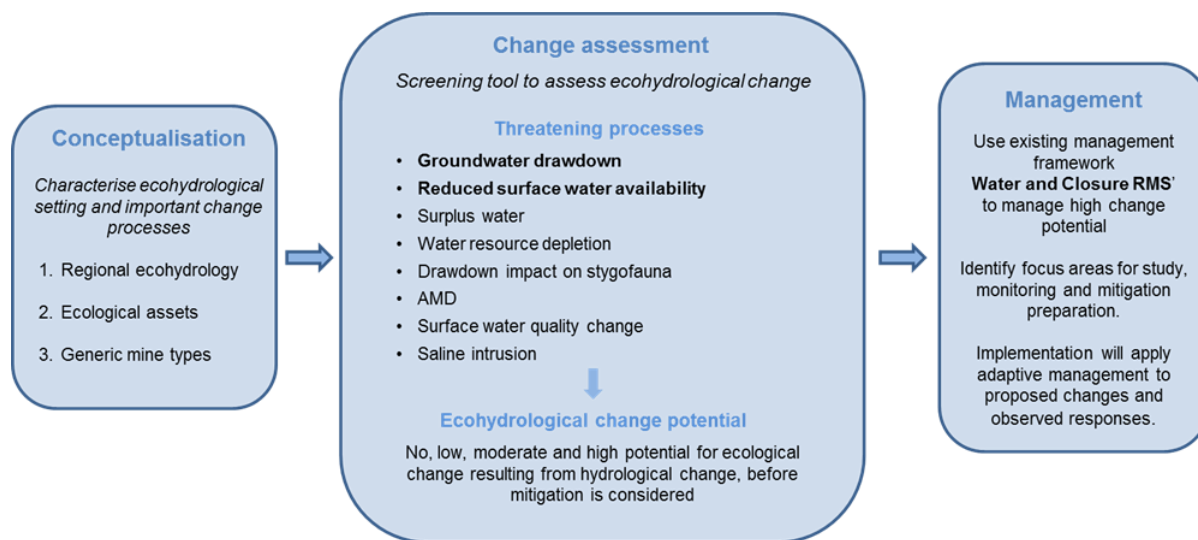 Conceptualisation
Characterise ecohydrological
setting and important change
processes
1. Regional ecohydrology
2. Ecological assets
3. Generic mine types
Change assessment
Screening tool to assess ecohydrological change
Threatening processes
• Groundwater drawdown
• Reduced surface water availability
• Surplus water
• Water resource depletion
• Drawdown impact on stygofauna
• AMD
• Surface water quality change
• Saline intrusion
Ecohydrological change potential
No, low, moderate and high potential for ecological
change resulting from hydrological change, before
mitigation is considered
Management
Use existing management
framework
Water and Closure RMS'
to manage high change
potential
Identify focus areas for study,
monitoring and mitigation
preparation.
Implementation will apply
adaptive management to
proposed changes and
observed responses.